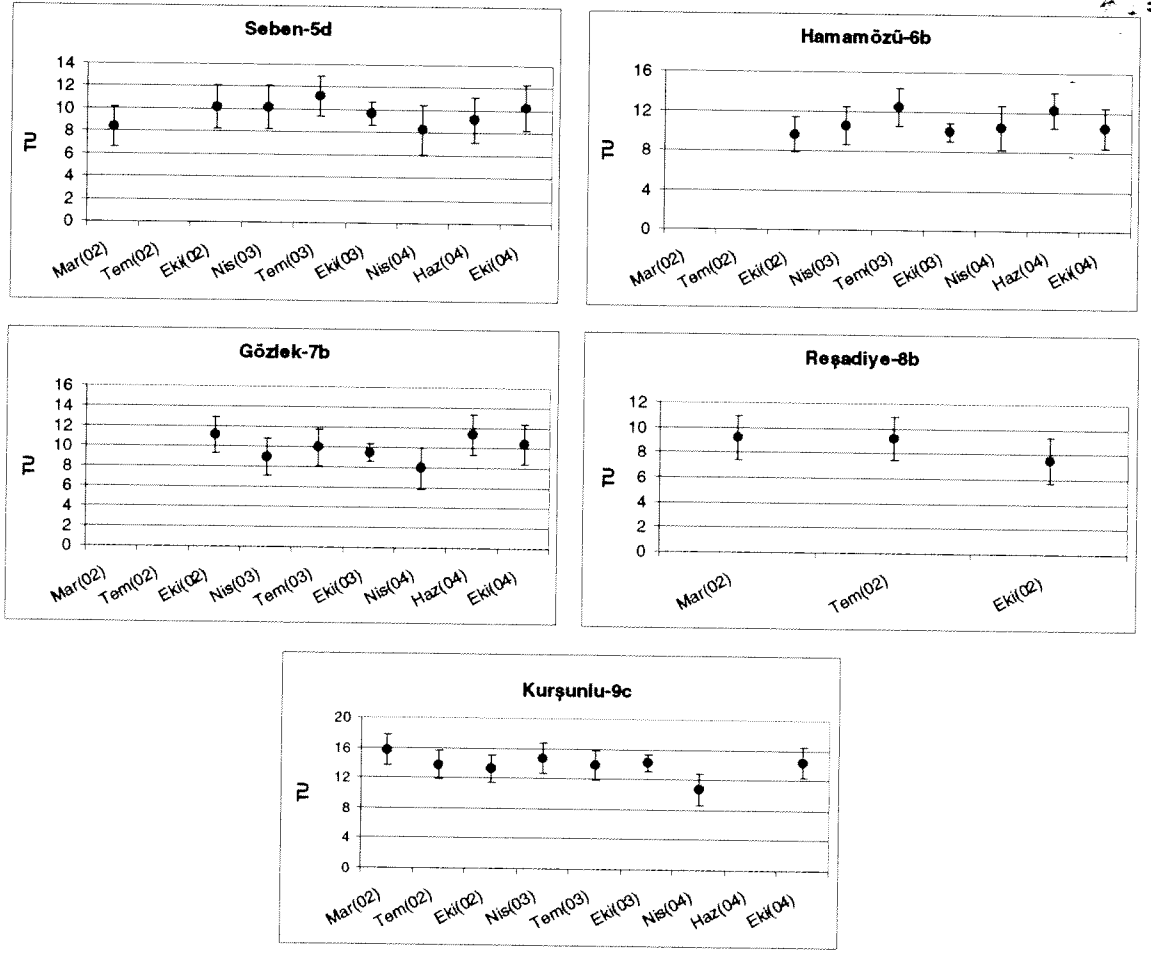 Seben-5d
14
12
10
8
6
4
2
0
TU
Mar(02) Tem(02) Eki(02) Nis(03) Tem(03) Eki(03) Nis(04) Haz(04) Eki(04)
Hamamözü-6b
16
12
8
4
0
TU
Mar(02) Tem(02) Eki(02) Nis(03) Tem(03) Eki(03) Nis(04) Haz(04) Eki(04)
Gözlek-7b
16
14
12
10
8
6
4
2
0
TU
Mar(02) Tem(02) Eki(02) Nis(03) Tem(03) Eki(03) Nis(04) Haz(04) Eki(04)
Reşadiye-8b
12
10
8
6
4
2
0
TU
Mar(02) Tem(02) Eki(02)
Kurşunlu-9c
20
16
12
8
4
0
TU
Mar(02) Tem(02) Eki(02) Nis(03) Tem(03) Eki(03) Nis(04) Haz(04) Eki(04)